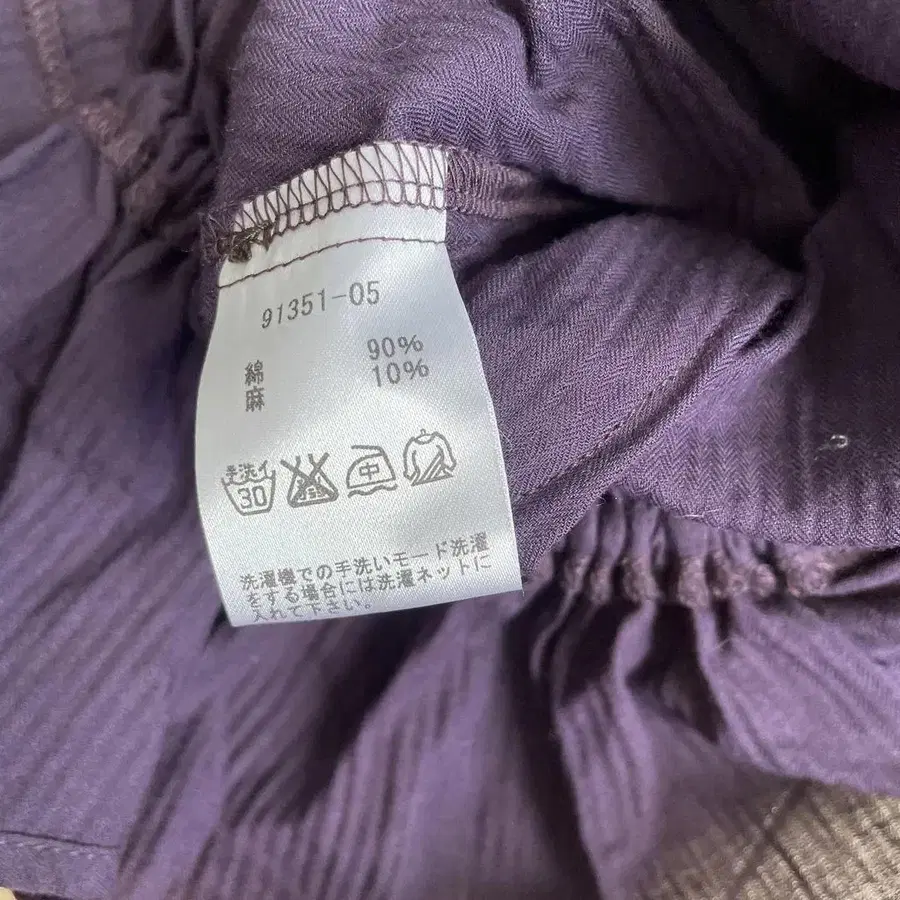 91351-05
綿 90%
麻 10%
手洗イ
30
中
洗濯機での手洗いモード洗濯
をする場合には洗濯ネットに
入れて下さい。